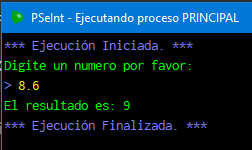 PSeInt - Ejecutando proceso PRINCIPAL
*** Ejecución Iniciada. ***
Digite un numero por favor:
> 8.6
El resultado es: 9
*** Ejecución Finalizada. ***